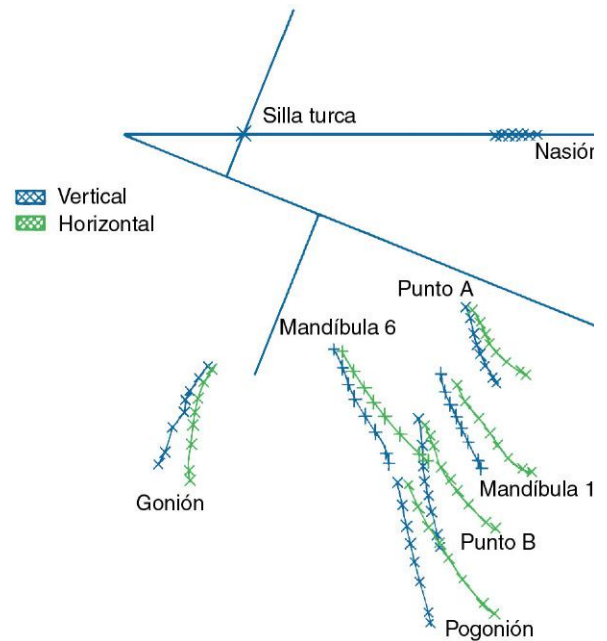 Silla turca
Nasión
Vertical
Horizontal
Punto A
Mandíbula 6
Mandíbula 1
Gonión
Punto B
Pogonión